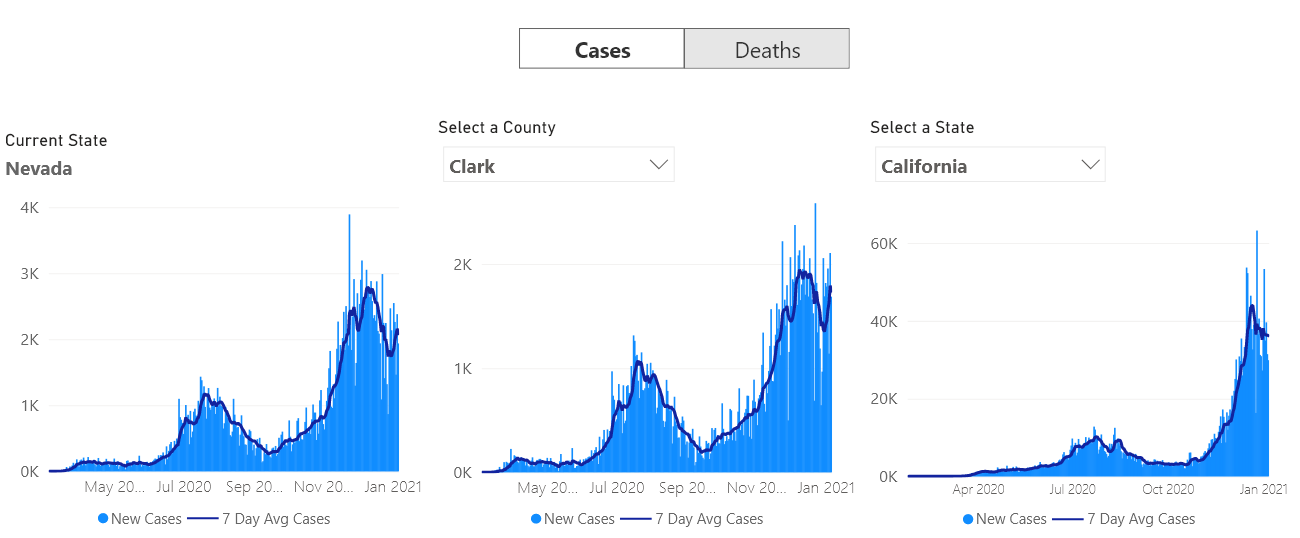 Cases Deaths
Current State
Nevada
4K
3K
2K
1K
0K
May 20... Jul 2020 Sep 20... Nov 20... Jan 2021
New Cases 7 Day Avg Cases
Select a County
Clark
2K
1K
0K
May 20... Jul 2020 Sep 20... Nov 20... Jan 2021
New Cases 7 Day Avg Cases
Select a State
California
60K
40K
20K
0K
Apr 2020 Jul 2020 Oct 2020 Jan 2021
New Cases 7 Day Avg Cases